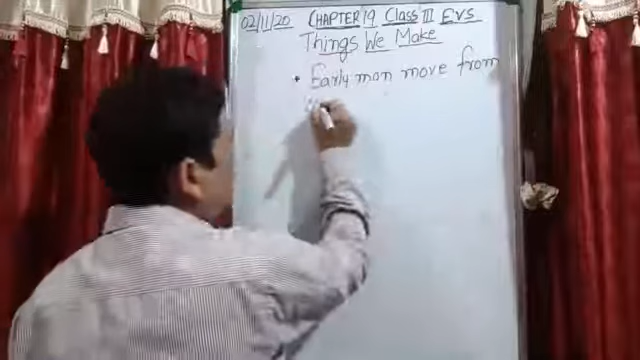 02/11/20 CHAPTER 19 Class III EVS
Things We Make
• Early man move from